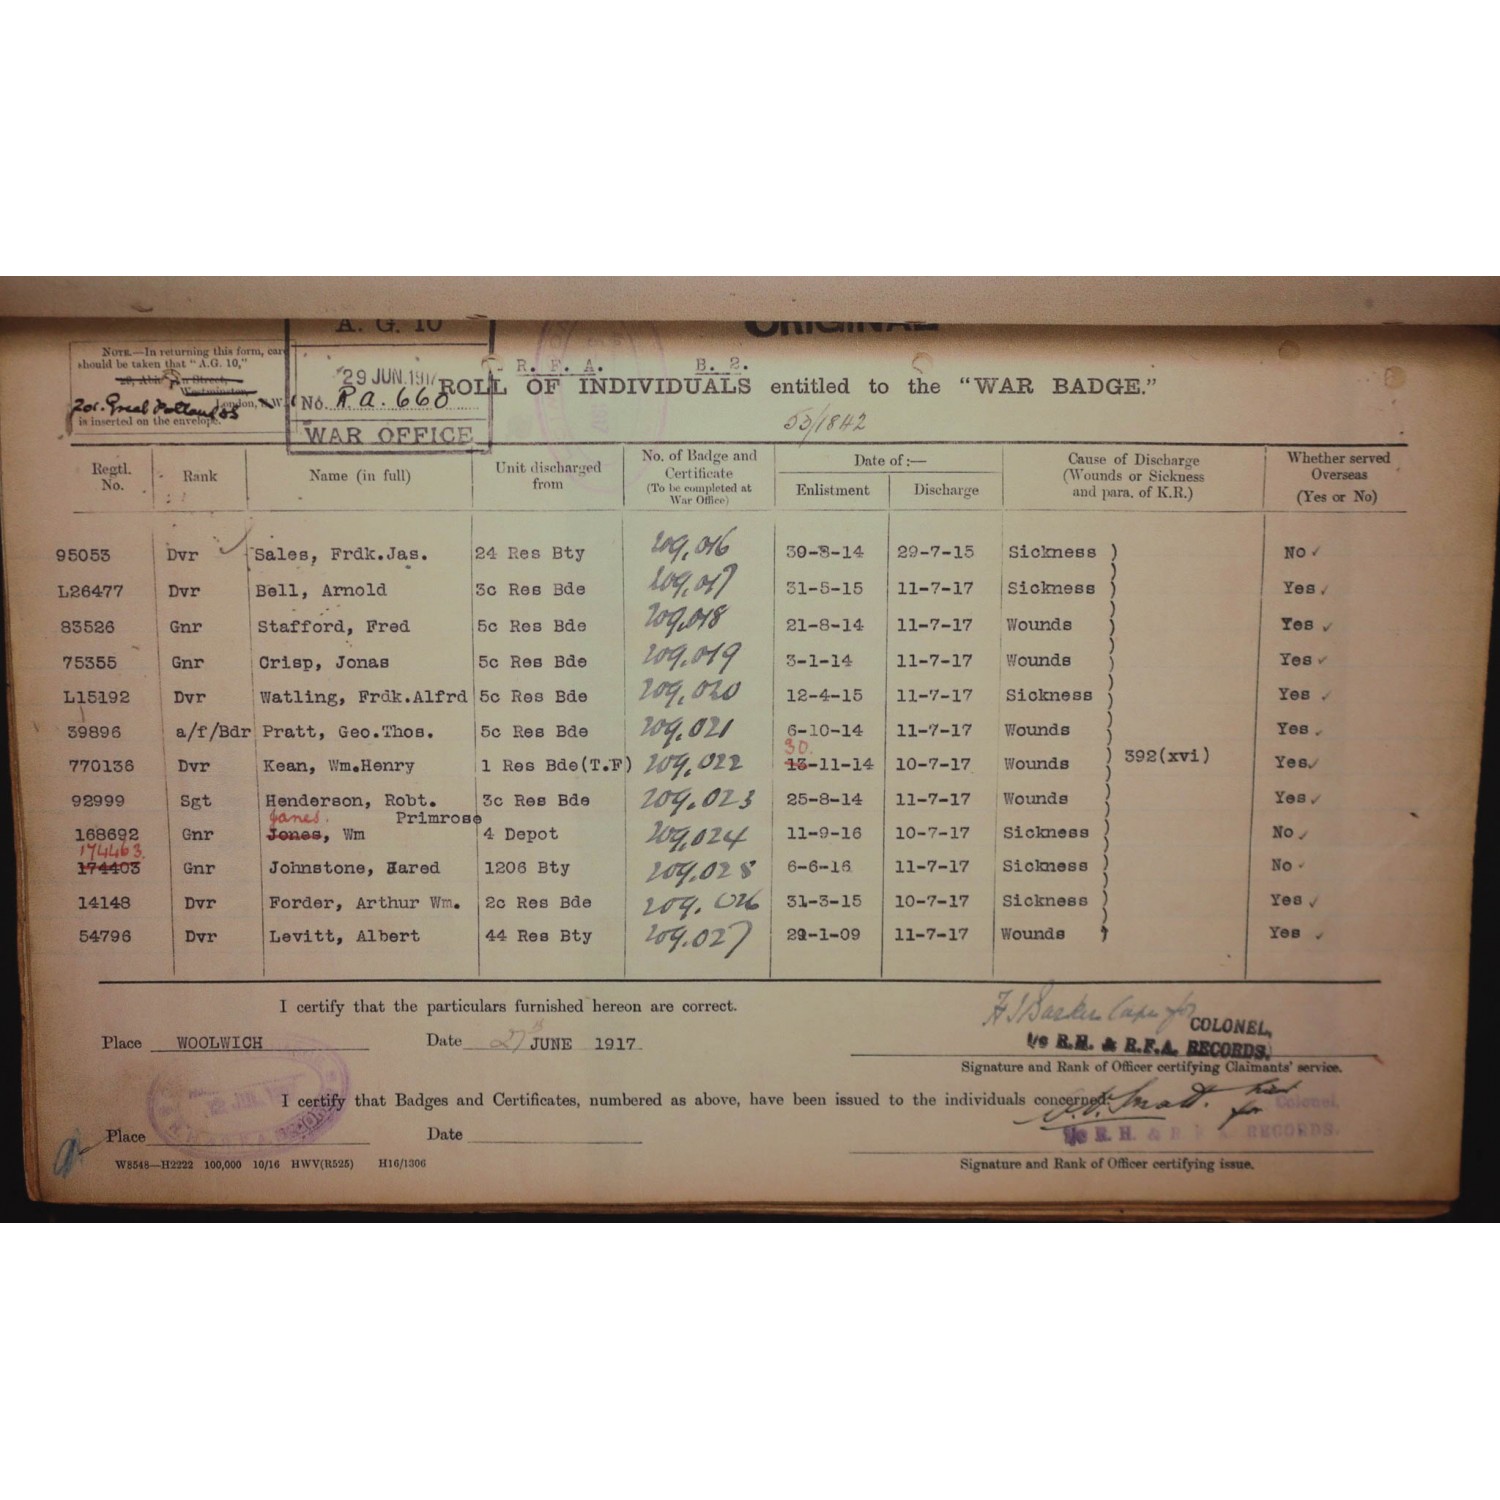 ORIGINAL
A. G. 10
NOTE.—In returning this form, care
should be taken that "A.G. 10,"
Westminster
London, S.W.
is inserted on the envelope.
29 JUN.1917
No. Ra. 660
WAR OFFICE
R. F. A. B. 2.
ROLL OF INDIVIDUALS entitled to the "WAR BADGE."
53/1842
Regtl. No. Rank Name (in full) Unit discharged from No. of Badge and Certificate (To be completed at War Office) Date of:— Enlistment Discharge Cause of Discharge (Wounds or Sickness and para. of K.R.) Whether served Overseas (Yes or No)
95053 Dvr Sales, Frdk.Jas. 24 Res Bty 209,016 30-8-14 29-7-15 Sickness ) No
L26477 Dvr Bell, Arnold 3c Res Bde 209,017 31-5-15 11-7-17 Sickness ) Yes
83526 Gnr Stafford, Fred 5c Res Bde 209,018 21-8-14 11-7-17 Wounds ) Yes
75355 Gnr Crisp, Jonas 5c Res Bde 209,019 3-1-14 11-7-17 Wounds ) Yes
L15192 Dvr Watling, Frdk.Alfrd 5c Res Bde 209,020 12-4-15 11-7-17 Sickness ) Yes
39896 a/f/Bdr Pratt, Geo.Thos. 5c Res Bde 209,021 6-10-14 11-7-17 Wounds ) Yes
30.
770136 Dvr Kean, Wm.Henry 1 Res Bde(T.F) 209,022 13-11-14 10-7-17 Wounds ) 392(xvi) Yes
92999 Sgt Henderson, Robt. 3c Res Bde 209,023 25-8-14 11-7-17 Wounds ) Yes
Janes. Primrose
168692 Gnr Jones, Wm 4 Depot 209,024 11-9-16 10-7-17 Sickness ) No
174463.
174403 Gnr Johnstone, Hared 1206 Bty 209,028 6-6-16 11-7-17 Sickness ) No
14148 Dvr Forder, Arthur Wm. 2c Res Bde 209,026 31-3-15 10-7-17 Sickness ) Yes
54796 Dvr Levitt, Albert 44 Res Bty 209,027 29-1-09 11-7-17 Wounds ) Yes
I certify that the particulars furnished hereon are correct.
COLONEL,
Place WOOLWICH Date 27th JUNE 1917.
i/c R.H. & R.F.A. RECORDS.
Signature and Rank of Officer certifying Claimants' service.
I certify that Badges and Certificates, numbered as above, have been issued to the individuals concerned.
for Colonel.
Place Date
i/c R. H. & R. F. A. RECORDS.
W8548—H2222 100,000 10/16 HWV(R525) H16/1306
Signature and Rank of Officer certifying issue.